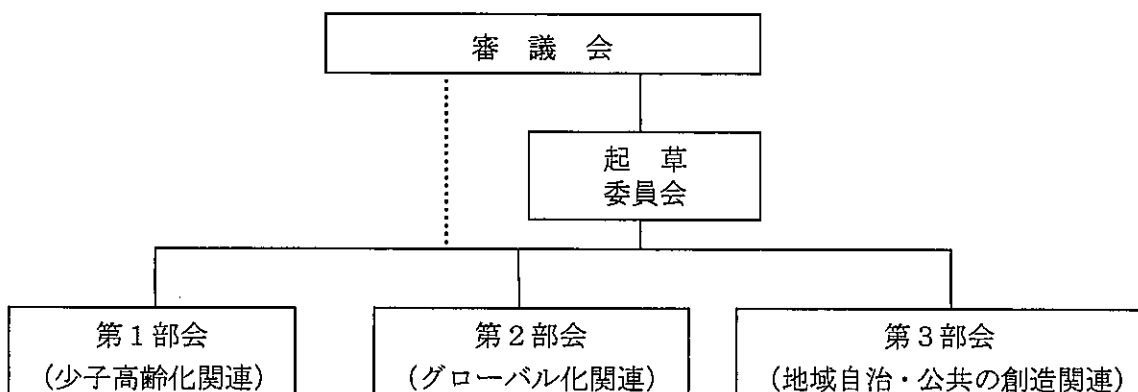 審議会
起草
委員会
第1部会
(少子高齢化関連)
第2部会
(グローバル化関連)
第3部会
(地域自治・公共の創造関連)